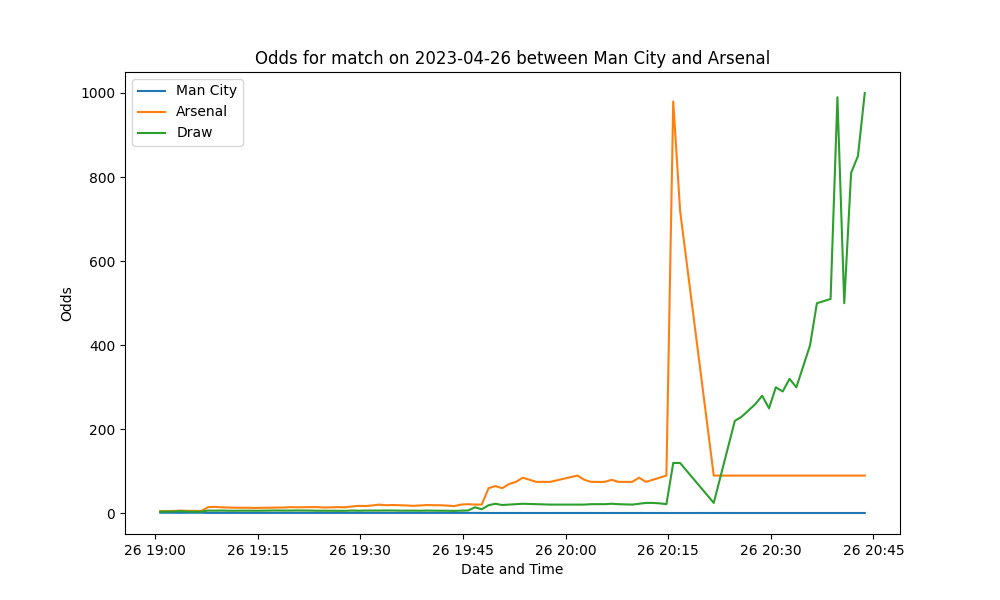 Odds for match on 2023-04-26 between Man City and Arsenal
Man City
Arsenal
Draw
1000
800
600
400
200
0
Odds
26 19:00 26 19:15 26 19:30 26 19:45 26 20:00 26 20:15 26 20:30 26 20:45
Date and Time